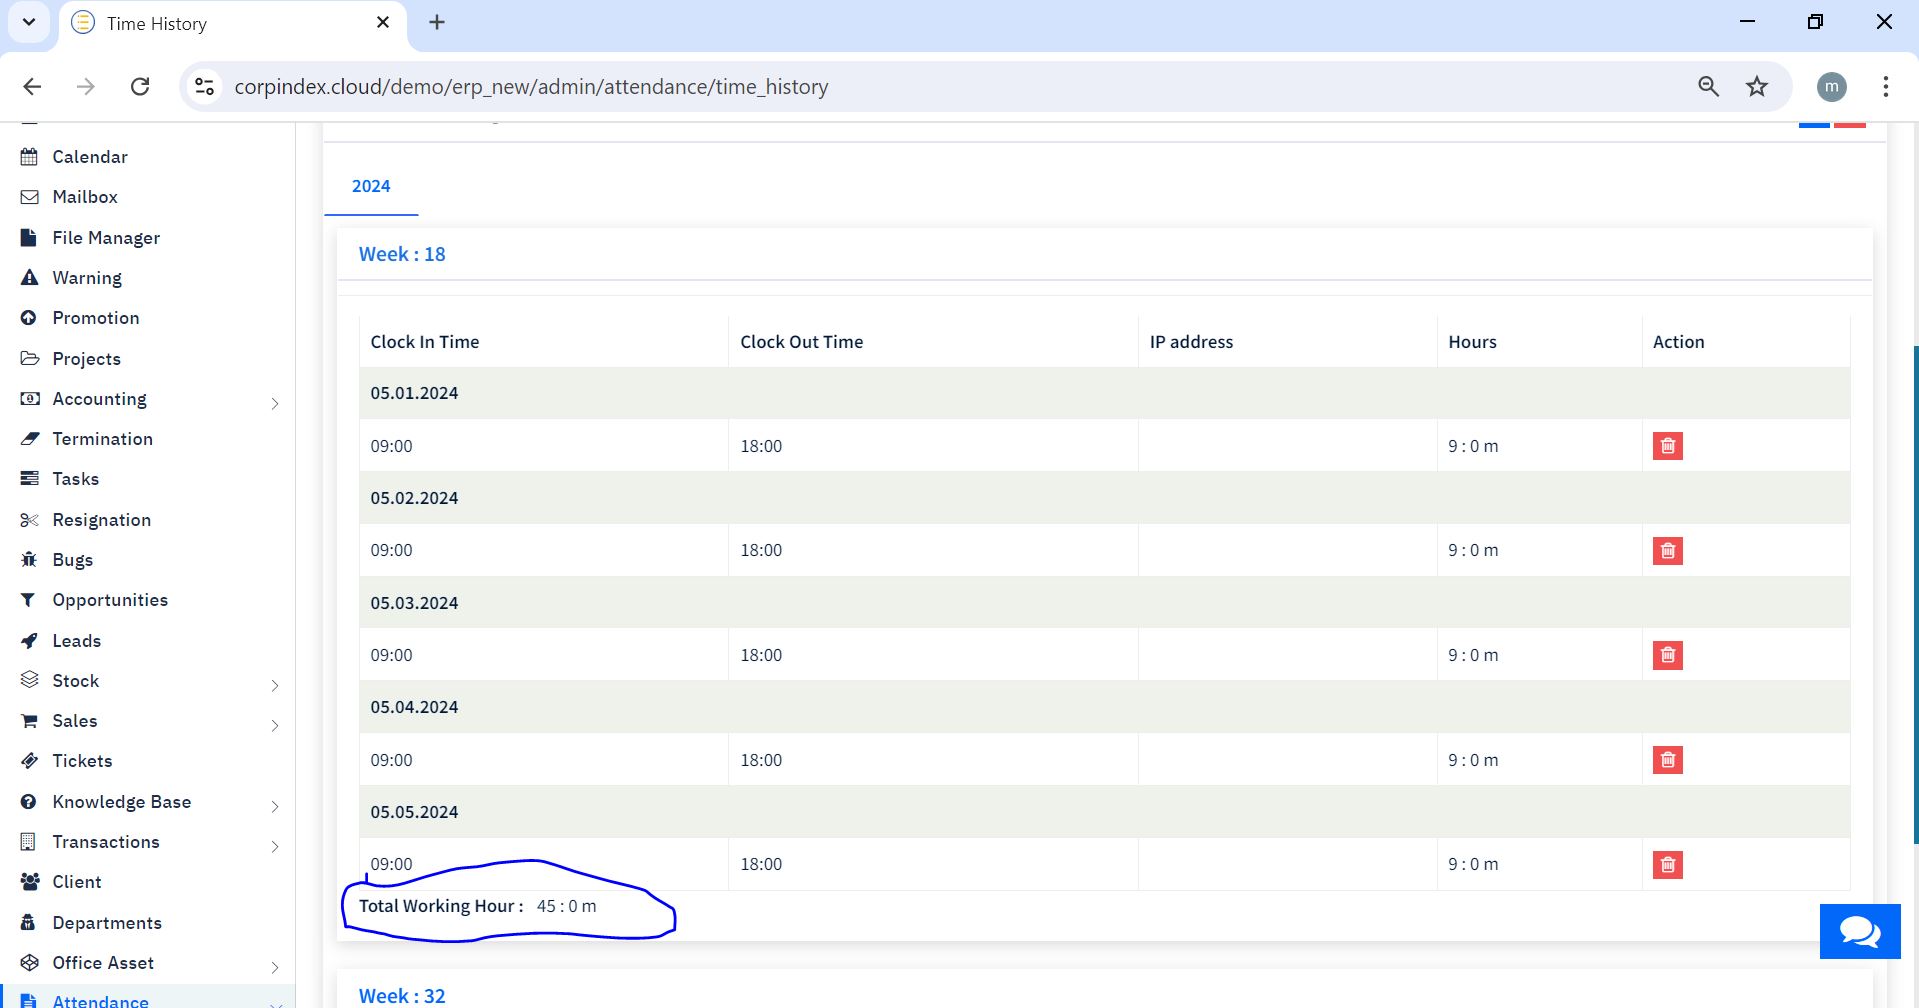 Time History
corpindex.cloud/demo/erp_new/admin/attendance/time_history
m
Calendar
Mailbox
File Manager
Warning
Promotion
Projects
Accounting
Termination
Tasks
Resignation
Bugs
Opportunities
Leads
Stock
Sales
Tickets
Knowledge Base
Transactions
Client
Departments
Office Asset
Attendance
2024
Week : 18
Clock In Time Clock Out Time IP address Hours Action
05.01.2024
09:00 18:00 9 : 0 m
05.02.2024
09:00 18:00 9 : 0 m
05.03.2024
09:00 18:00 9 : 0 m
05.04.2024
09:00 18:00 9 : 0 m
05.05.2024
09:00 18:00 9 : 0 m
Total Working Hour : 45 : 0 m
Week : 32